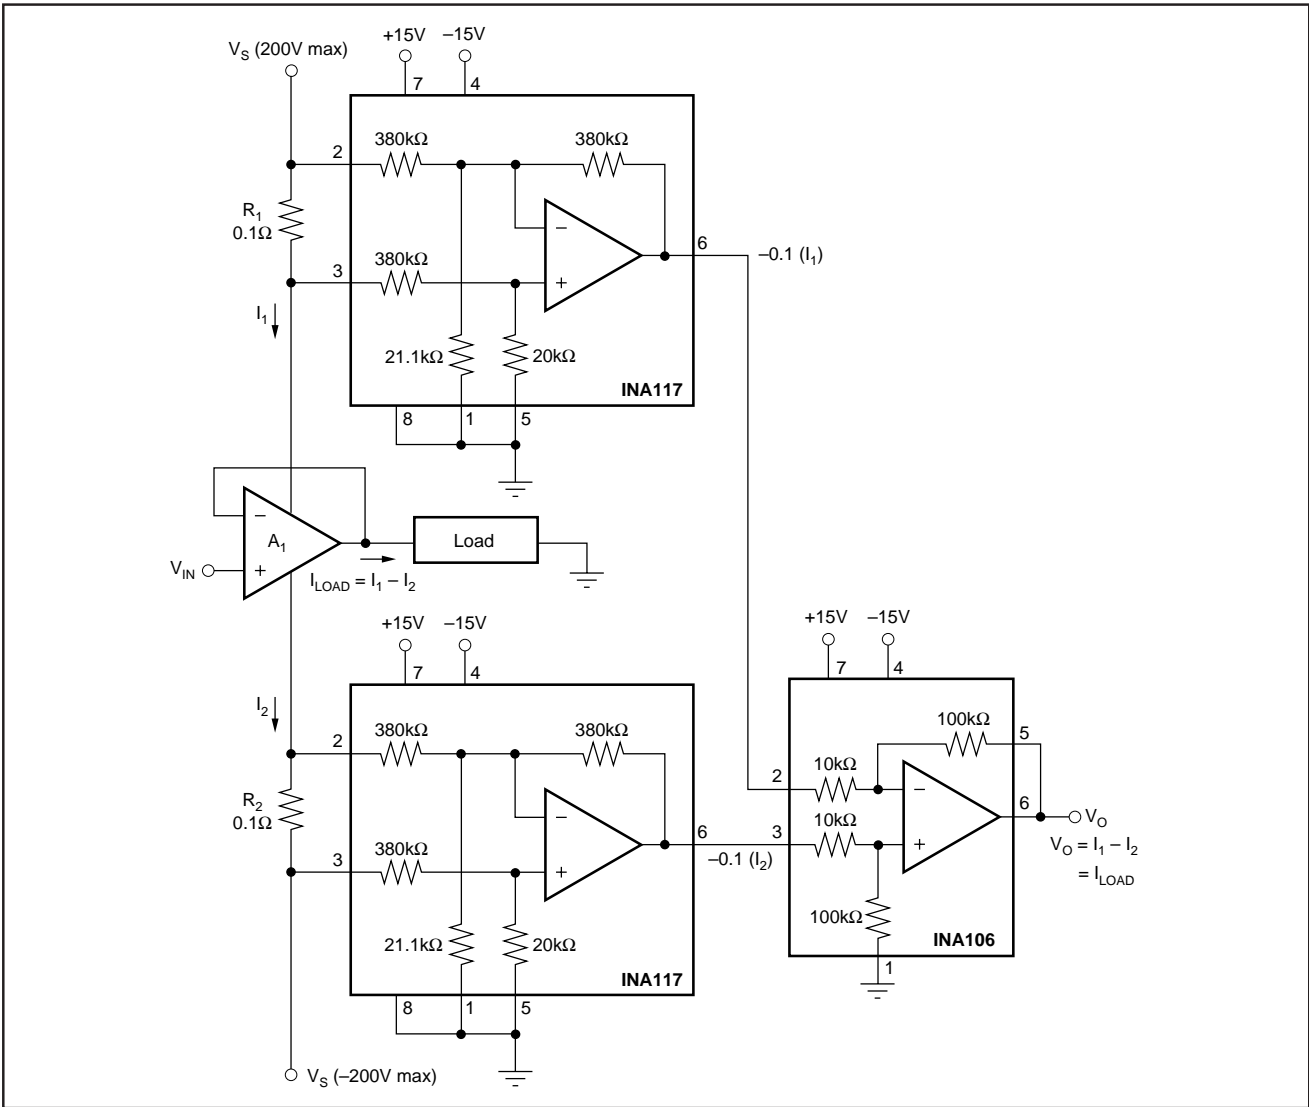 V_S (200V max)
+15V
–15V
7
4
2
380kΩ
380kΩ
R_1
0.1Ω
–
3
380kΩ
+
6
–0.1 (I_1)
I_1
21.1kΩ
20kΩ
INA117
8
1
5
–
A_1
V_IN
+
Load
I_LOAD = I_1 – I_2
+15V
–15V
7
4
I_2
2
380kΩ
380kΩ
R_2
0.1Ω
–
3
380kΩ
+
6
–0.1 (I_2)
21.1kΩ
20kΩ
INA117
8
1
5
V_S (–200V max)
+15V
–15V
7
4
100kΩ
5
2
10kΩ
–
3
10kΩ
+
6
V_O
V_O = I_1 – I_2
= I_LOAD
100kΩ
INA106
1